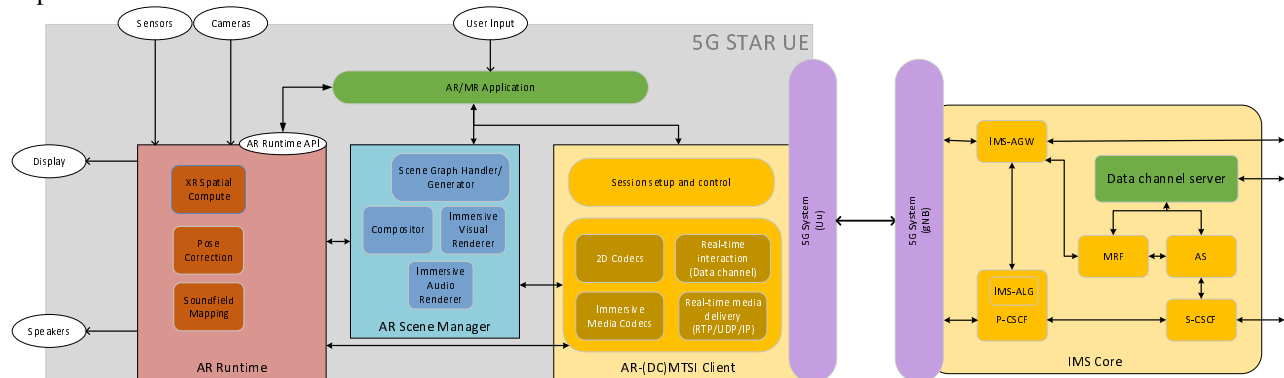 Sensors
Cameras
User Input
5G STAR UE
AR/MR Application
AR Runtime API
Display
Speakers
XR Spatial
Compute
Pose
Correction
Soundfield
Mapping
AR Runtime
Scene Graph Handler/
Generator
Compositor
Immersive
Visual
Renderer
Immersive
Audio
Renderer
AR Scene Manager
Session setup and control
2D Codecs
Real-time
interaction
(Data channel)
Immersive
Media Codecs
Real-time media
delivery
(RTP/UDP/IP)
AR-(DC)MTSI Client
5G System
(Uu)
5G System
(gNB)
IMS-AGW
Data channel server
MRF
AS
IMS-ALG
P-CSCF
S-CSCF
IMS Core